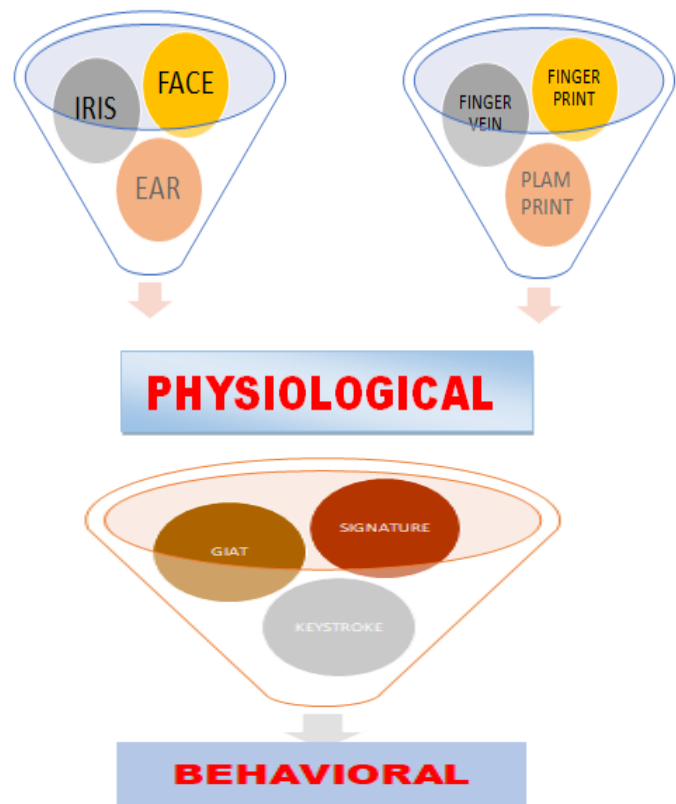 IRIS
FACE
EAR
FINGER
VEIN
FINGER
PRINT
PLAM
PRINT
PHYSIOLOGICAL
GIAT
SIGNATURE
KEYSTROKE
BEHAVIORAL